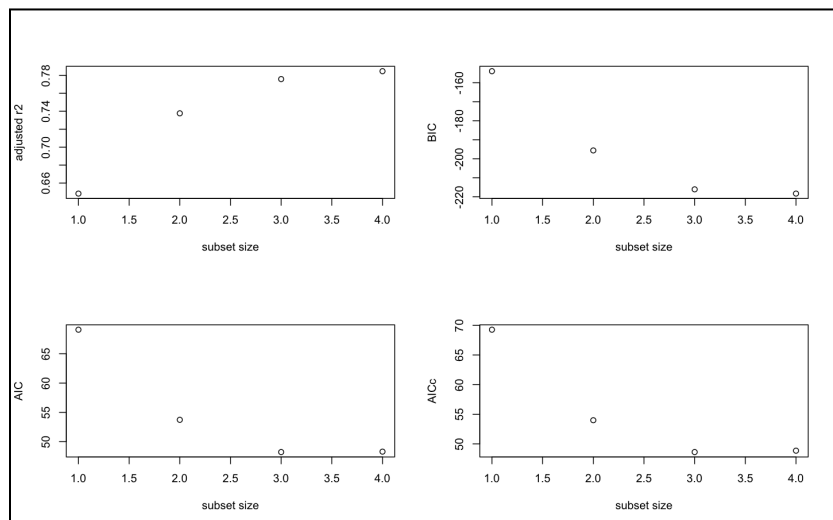 adjusted r2
0.66 0.70 0.74 0.78
1.0 1.5 2.0 2.5 3.0 3.5 4.0
subset size
BIC
-220 -200 -180 -160
1.0 1.5 2.0 2.5 3.0 3.5 4.0
subset size
AIC
50 55 60 65
1.0 1.5 2.0 2.5 3.0 3.5 4.0
subset size
AICc
50 55 60 65 70
1.0 1.5 2.0 2.5 3.0 3.5 4.0
subset size